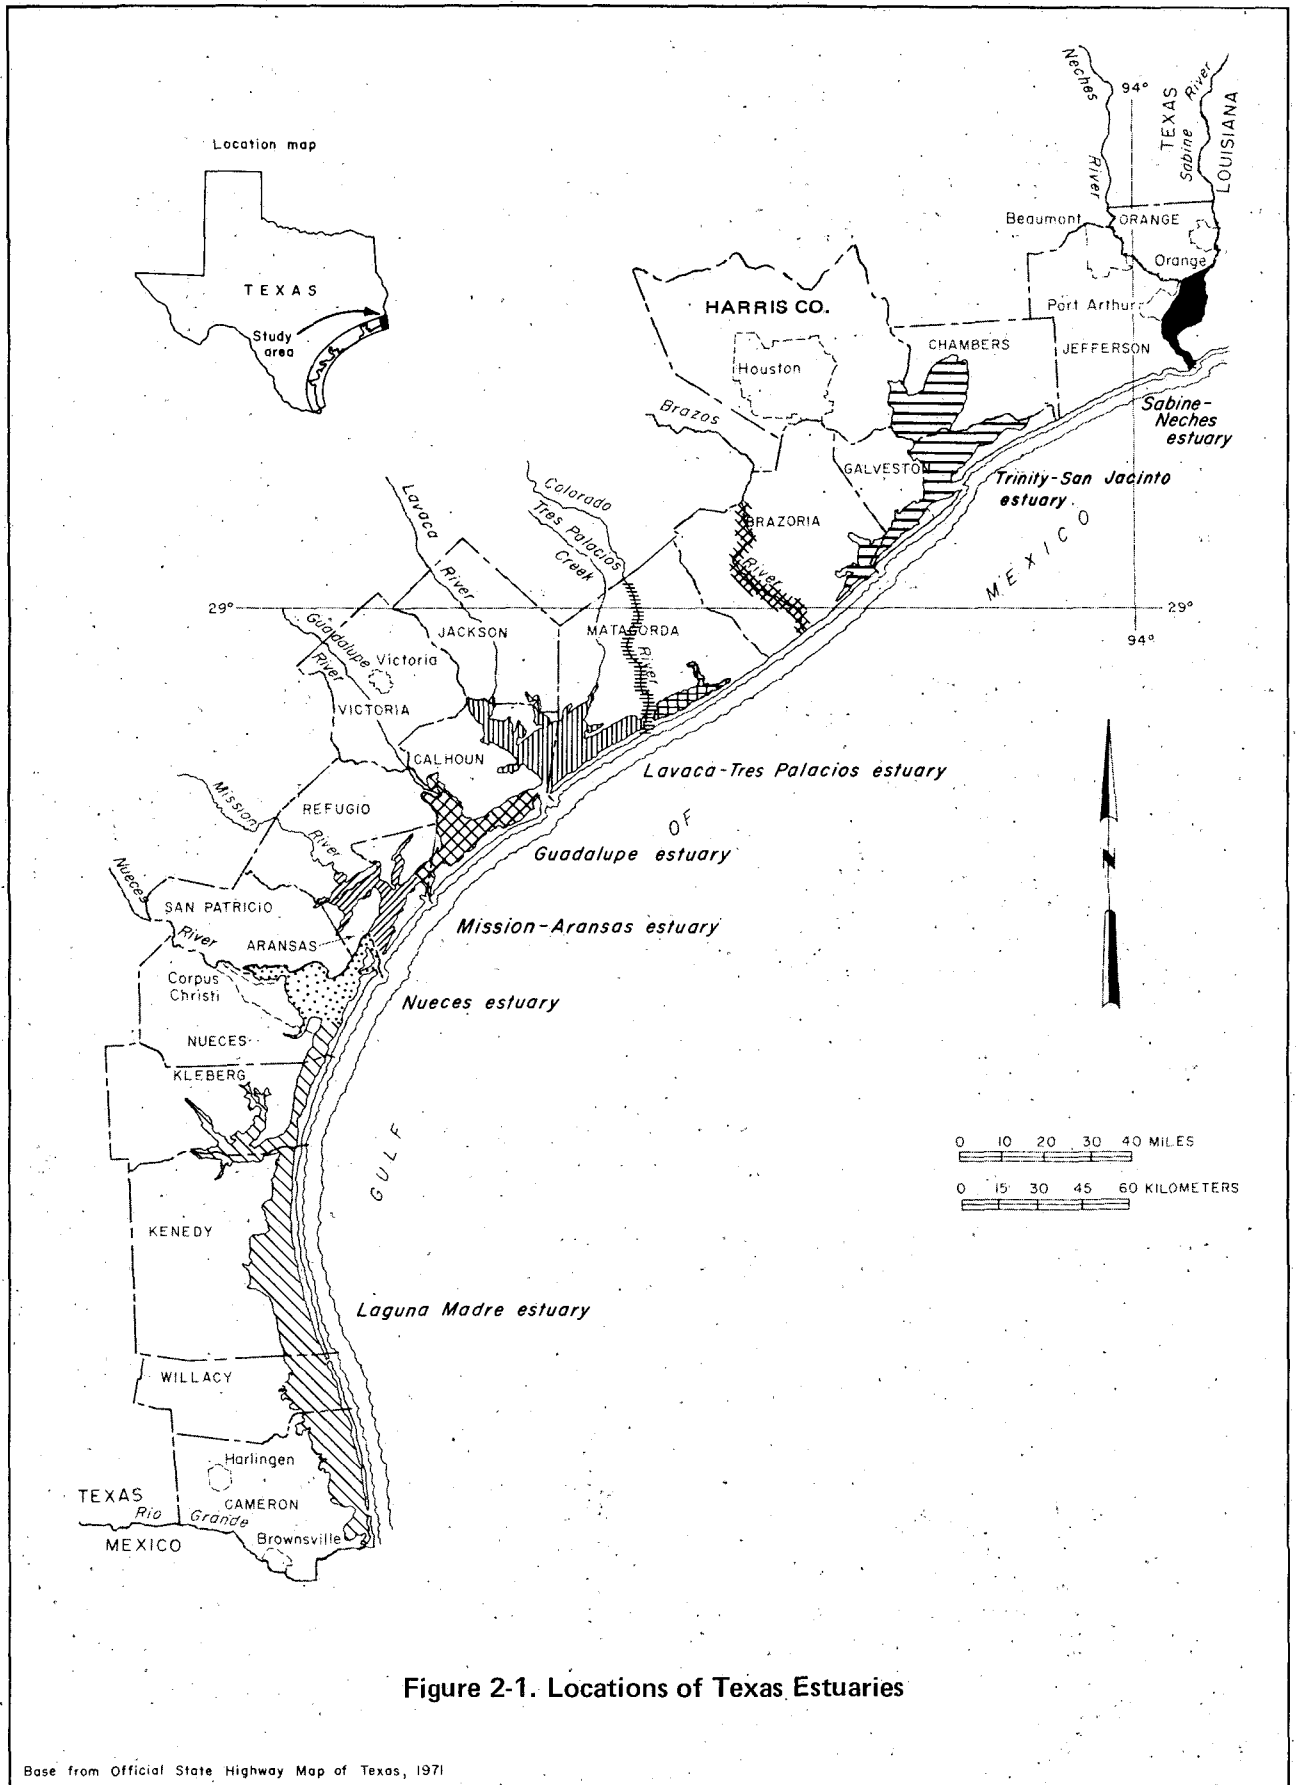 Neches
River
94°
TEXAS
Sabine River
LOUISIANA
Location map
TEXAS
Study
area
Beaumont
ORANGE
Orange
Port Arthur
JEFFERSON
HARRIS CO.
CHAMBERS
Houston
Sabine-
Neches
estuary
Brazos
River
GALVESTON
Trinity-San Jacinto
estuary
BRAZORIA
Colorado
River
Tres Palacios
Creek
Lavaca
River
29°
29°
94°
JACKSON
MATAGORDA
Guadalupe
River
Victoria
VICTORIA
CALHOUN
Lavaca-Tres Palacios estuary
REFUGIO
Mission
River
Guadalupe estuary
GULF
OF
MEXICO
N
Nueces
River
SAN PATRICIO
ARANSAS
Mission-Aransas estuary
Corpus
Christi
Nueces estuary
NUECES
KLEBERG
0 10 20 30 40 MILES
0 15 30 45 60 KILOMETERS
KENEDY
Laguna Madre estuary
WILLACY
Harlingen
CAMERON
TEXAS
Rio Grande
MEXICO
Brownsville
Figure 2-1. Locations of Texas Estuaries
Base from Official State Highway Map of Texas, 1971